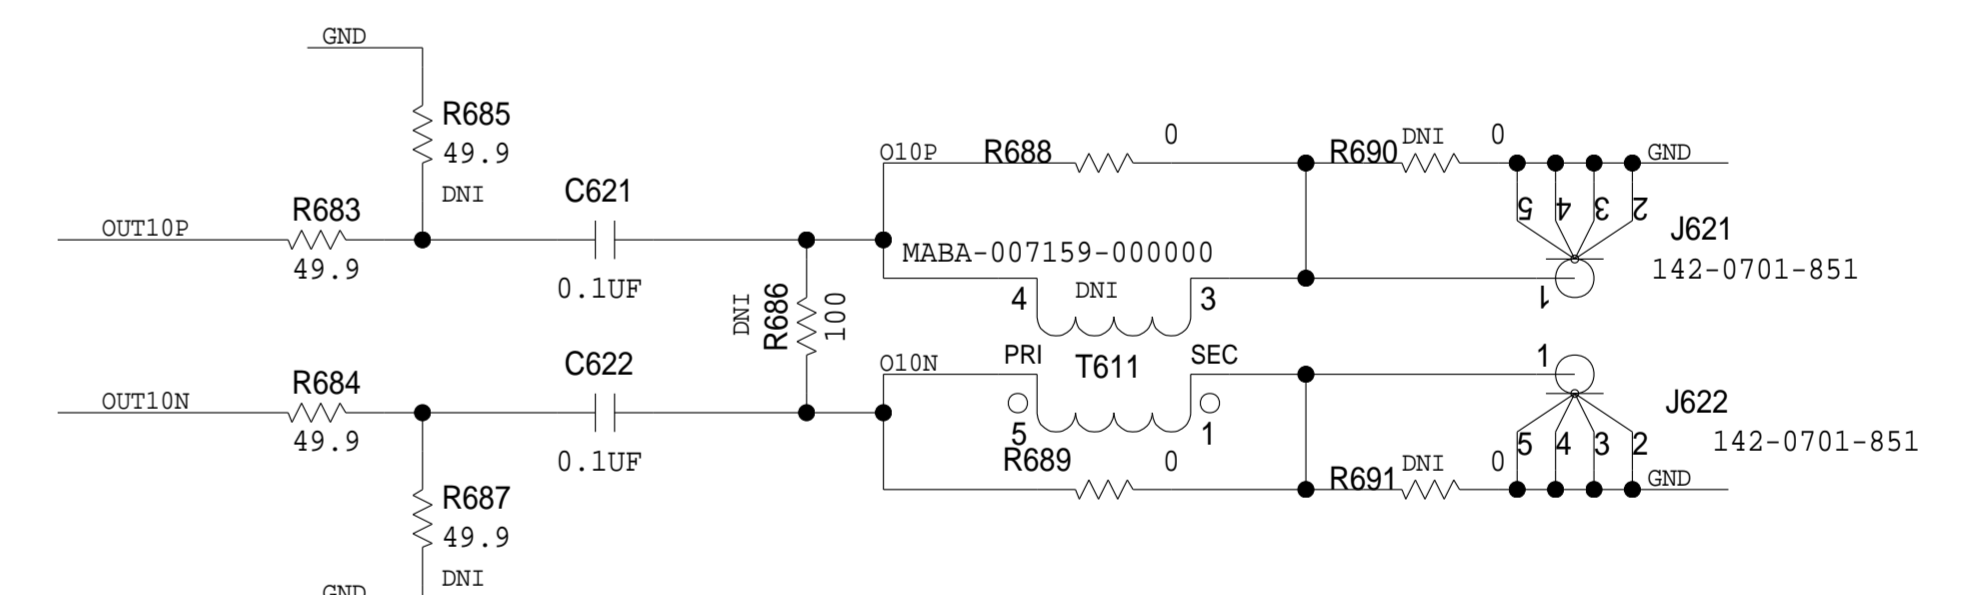 GND
R685
49.9
DNI
OUT10P
R683
49.9
C621
0.1UF
O10P
R688
0
R690
DNI
0
GND
5
4
3
2
J621
142-0701-851
1
MABA-007159-000000
4
DNI
3
DNI
R686
100
PRI
T611
SEC
O10N
5
1
OUT10N
R684
49.9
C622
0.1UF
1
J622
142-0701-851
5
4
3
2
R689
0
R691
DNI
0
GND
R687
49.9
DNI
GND